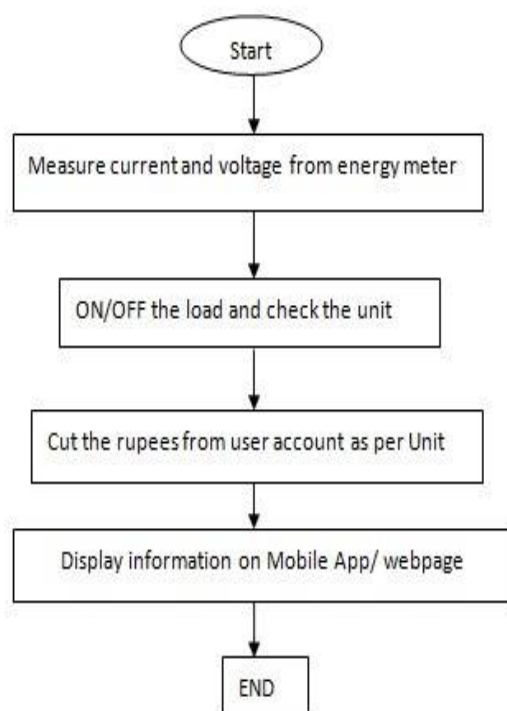 Start
Measure current and voltage from energy meter
ON/OFF the load and check the unit
Cut the rupees from user account as per Unit
Display information on Mobile App/ webpage
END